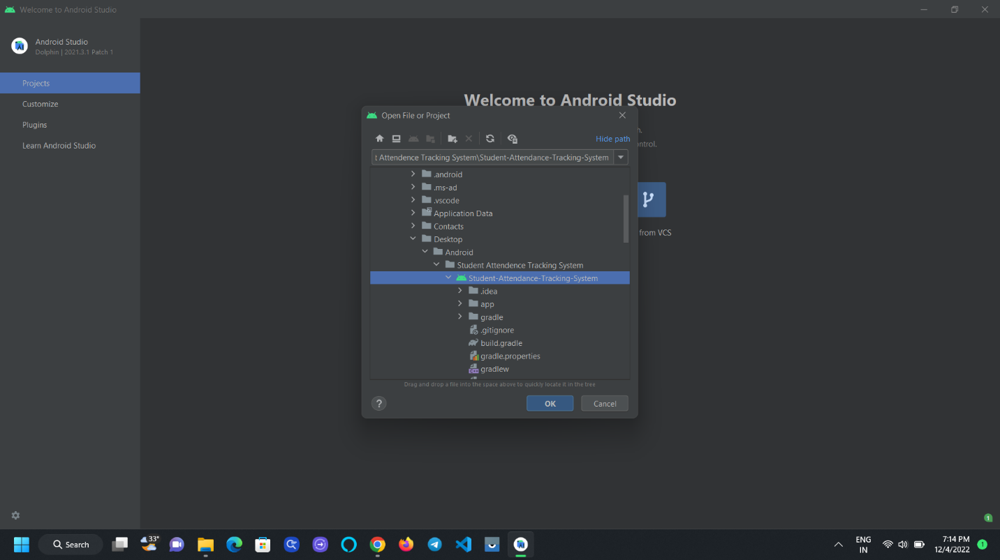 Welcome to Android Studio
Android Studio
Dolphin | 2021.3.1 Patch 1
Projects
Customize
Plugins
Learn Android Studio
Welcome to Android Studio
n.
ntrol.
from VCS
Open File or Project
Hide path
t Attendence Tracking System\Student-Attendance-Tracking-System
.android
.ms-ad
.vscode
Application Data
Contacts
Desktop
Android
Student Attendence Tracking System
Student-Attendance-Tracking-System
.idea
app
gradle
.gitignore
build.gradle
gradle.properties
gradlew
Drag and drop a file into the space above to quickly locate it in the tree
?
OK
Cancel
1
Search
33°
ENG
IN
7:14 PM
12/4/2022
1